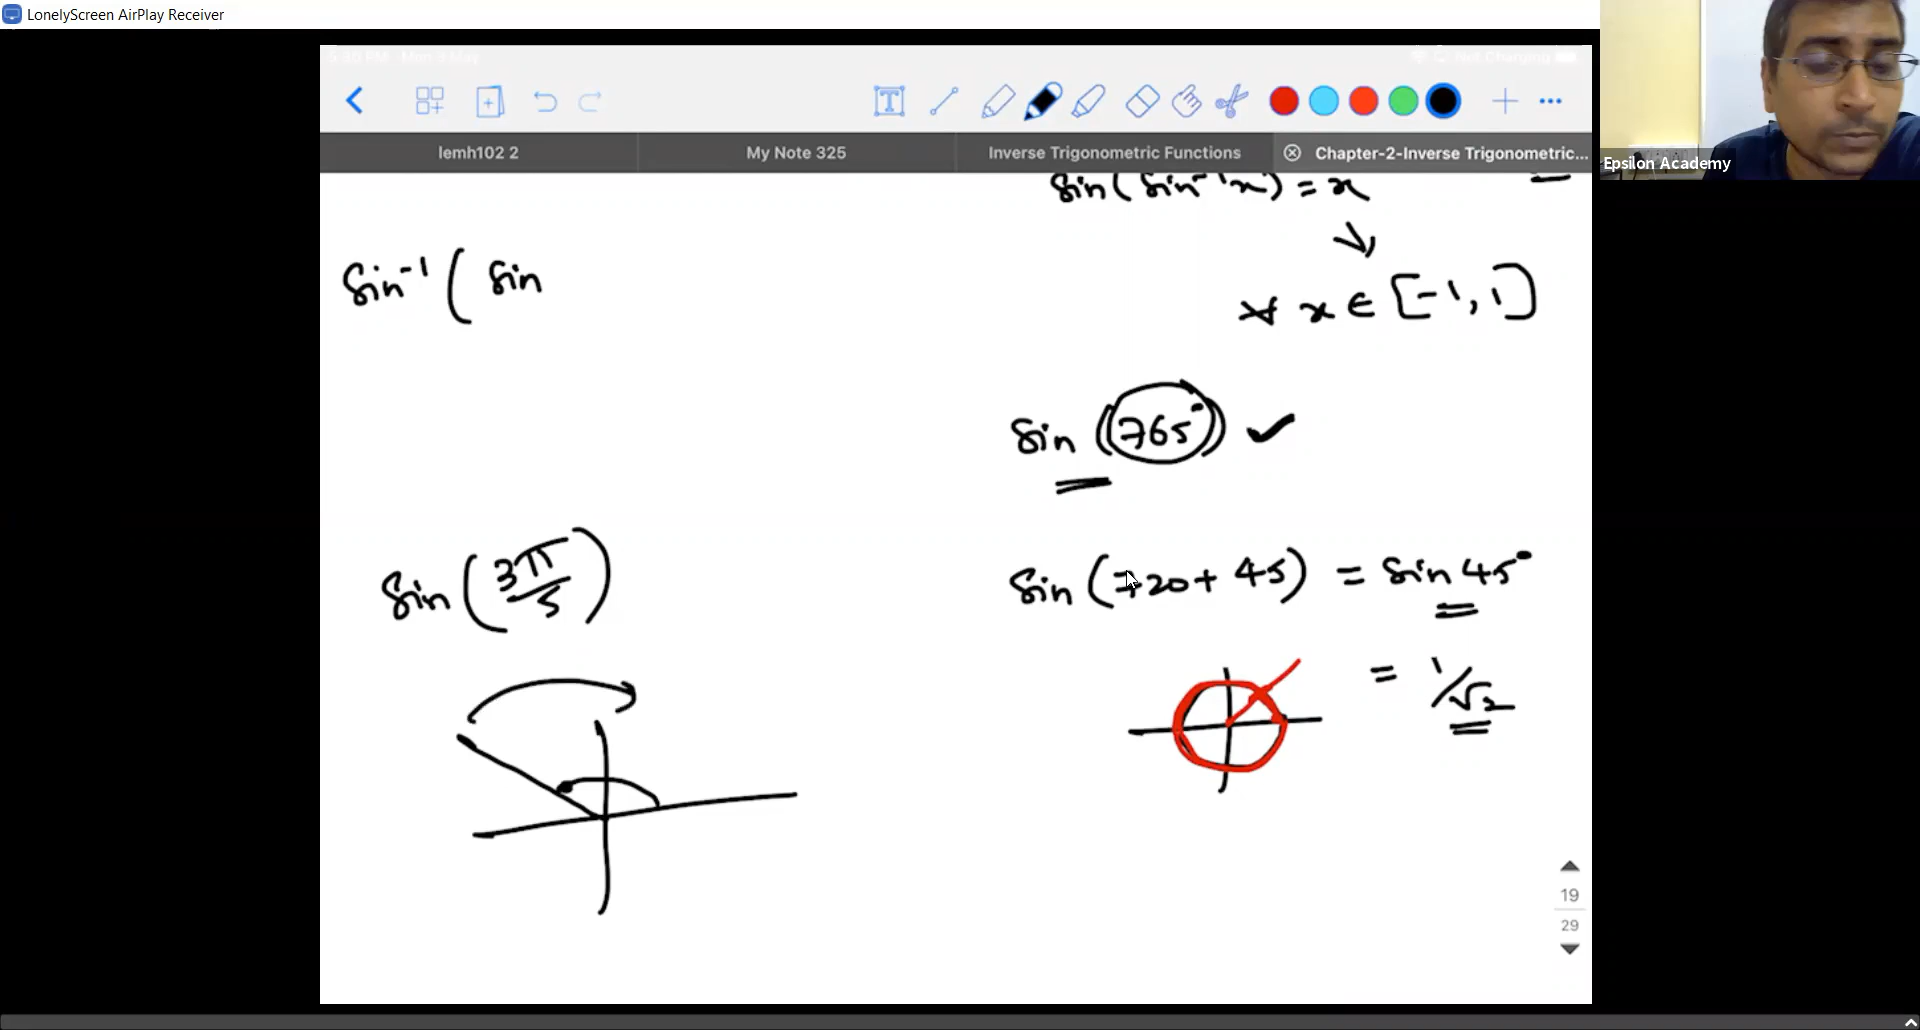 LonelyScreen AirPlay Receiver
Epsilon Academy
lemh102 2
My Note 325
Inverse Trigonometric Functions
Chapter-2-Inverse Trigonometric...
sin(sin⁻¹x) = x
sin⁻¹( sin
∀ x ∈ [-1, 1]
sin (765°) ✓
sin (3π/5)
sin (720 + 45) = sin 45°
= 1/√2
19
29